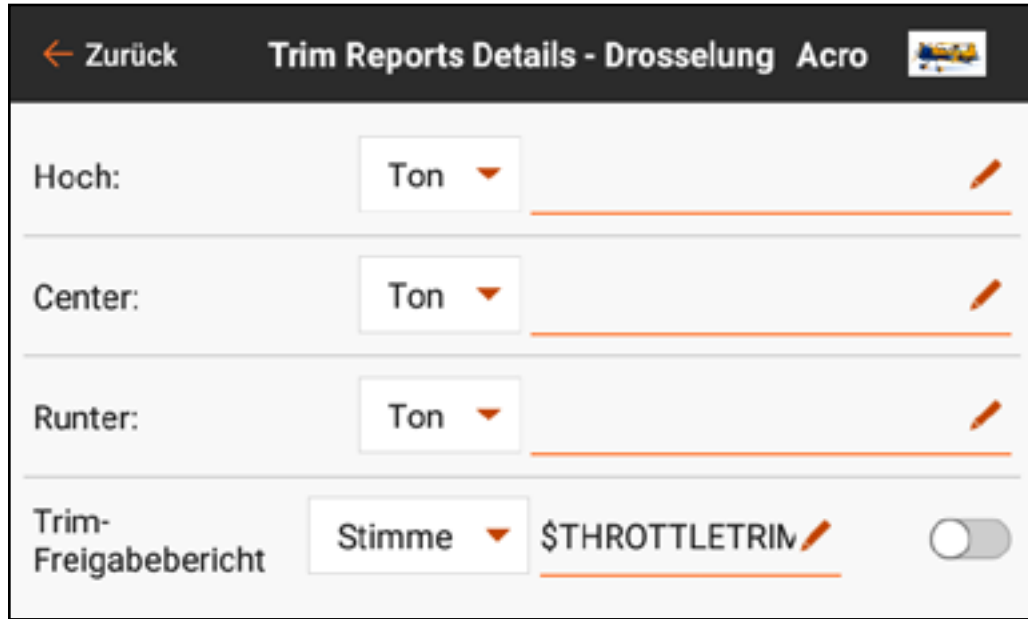 Zurück Trim Reports Details - Drosselung Acro
Hoch: Ton
Center: Ton
Runter: Ton
Trim-
Freigabebericht Stimme $THROTTLETRIM